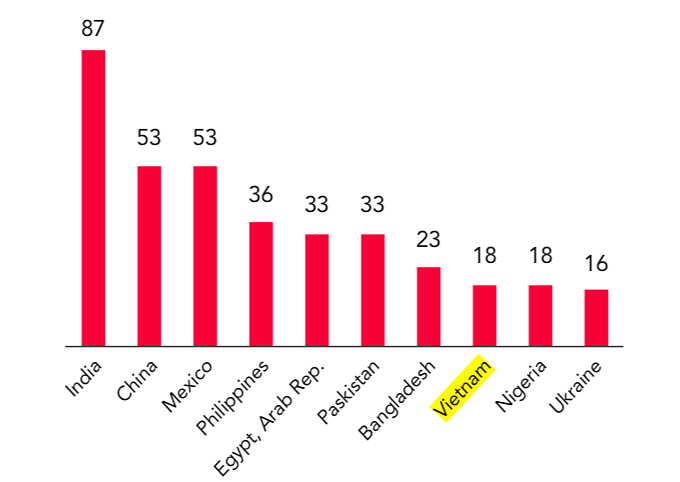 87
53
53
36
33
33
23
18
18
16
India
China
Mexico
Philippines
Egypt, Arab Rep.
Paskistan
Bangladesh
Vietnam
Nigeria
Ukraine